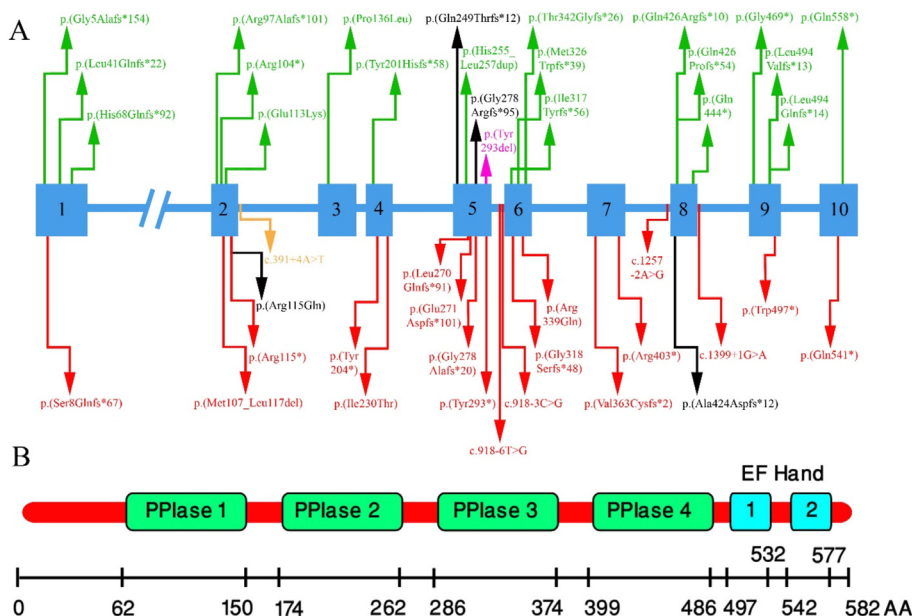 A
p.(Gly5Alafs*154)
p.(Leu41Glnfs*22)
p.(His68Glnfs*92)
p.(Arg97Alafs*101)
p.(Arg104*)
p.(Glu113Lys)
p.(Pro136Leu)
p.(Tyr201Hisfs*58)
p.(Gln249Thrfs*12)
p.(His255_
Leu257dup)
p.(Gly278
Argfs*95)
p.(Tyr
293del)
p.(Thr342Glyfs*26)
p.(Met326
Trpfs*39)
p.(Ile317
Tyrfs*56)
p.(Gln426Argfs*10)
p.(Gln426
Profs*54)
p.(Gln
444*)
p.(Gly469*)
p.(Leu494
Valfs*13)
p.(Leu494
Glnfs*14)
p.(Gln558*)
1 2 3 4 5 6 7 8 9 10
c.391+4A>T
p.(Arg115Gln)
p.(Arg115*)
p.(Ser8Glnfs*67)
p.(Met107_Leu117del)
p.(Tyr
204*)
p.(Ile230Thr)
p.(Leu270
Glnfs*91)
p.(Glu271
Aspfs*101)
p.(Gly278
Alafs*20)
p.(Tyr293*)
c.918-6T>G
c.918-3C>G
p.(Arg
339Gln)
p.(Gly318
Serfs*48)
p.(Val363Cysfs*2)
p.(Arg403*)
c.1257
-2A>G
p.(Ala424Aspfs*12)
c.1399+1G>A
p.(Trp497*)
p.(Gln541*)
B
EF Hand
PPlase 1 PPlase 2 PPlase 3 PPlase 4 1 2
532 577
0 62 150 174 262 286 374 399 486 497 542 582 AA